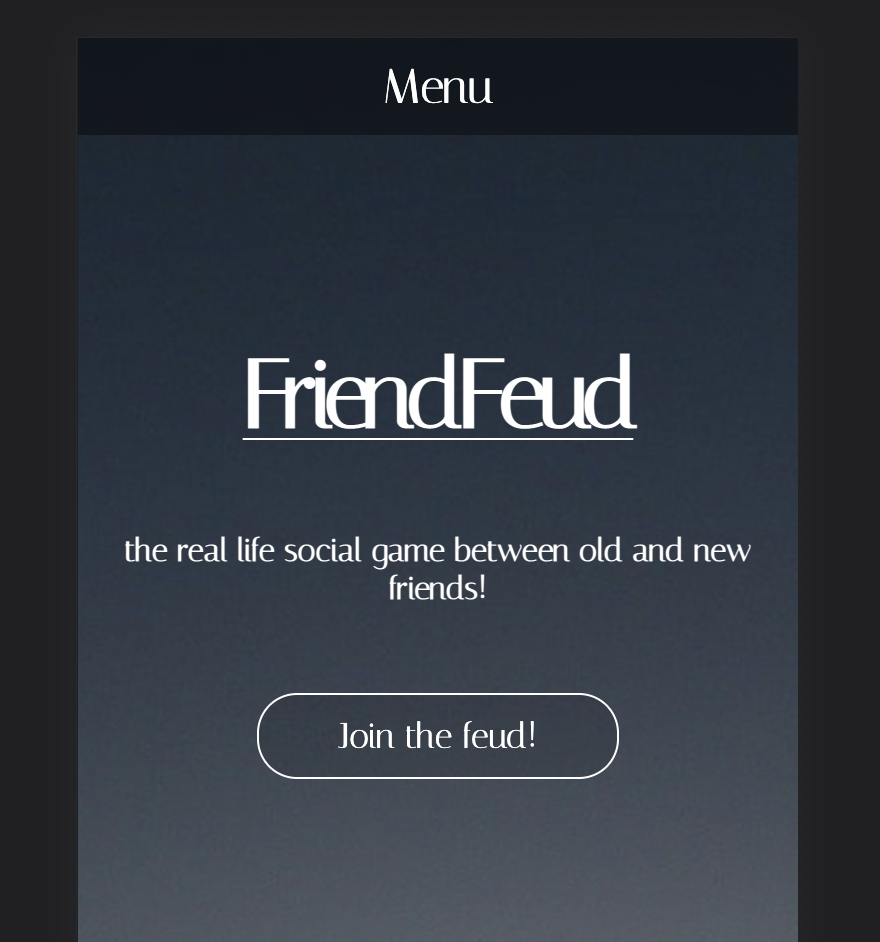 Menu
FriendFeud
the real life social game between old and new
friends!
Join the feud!